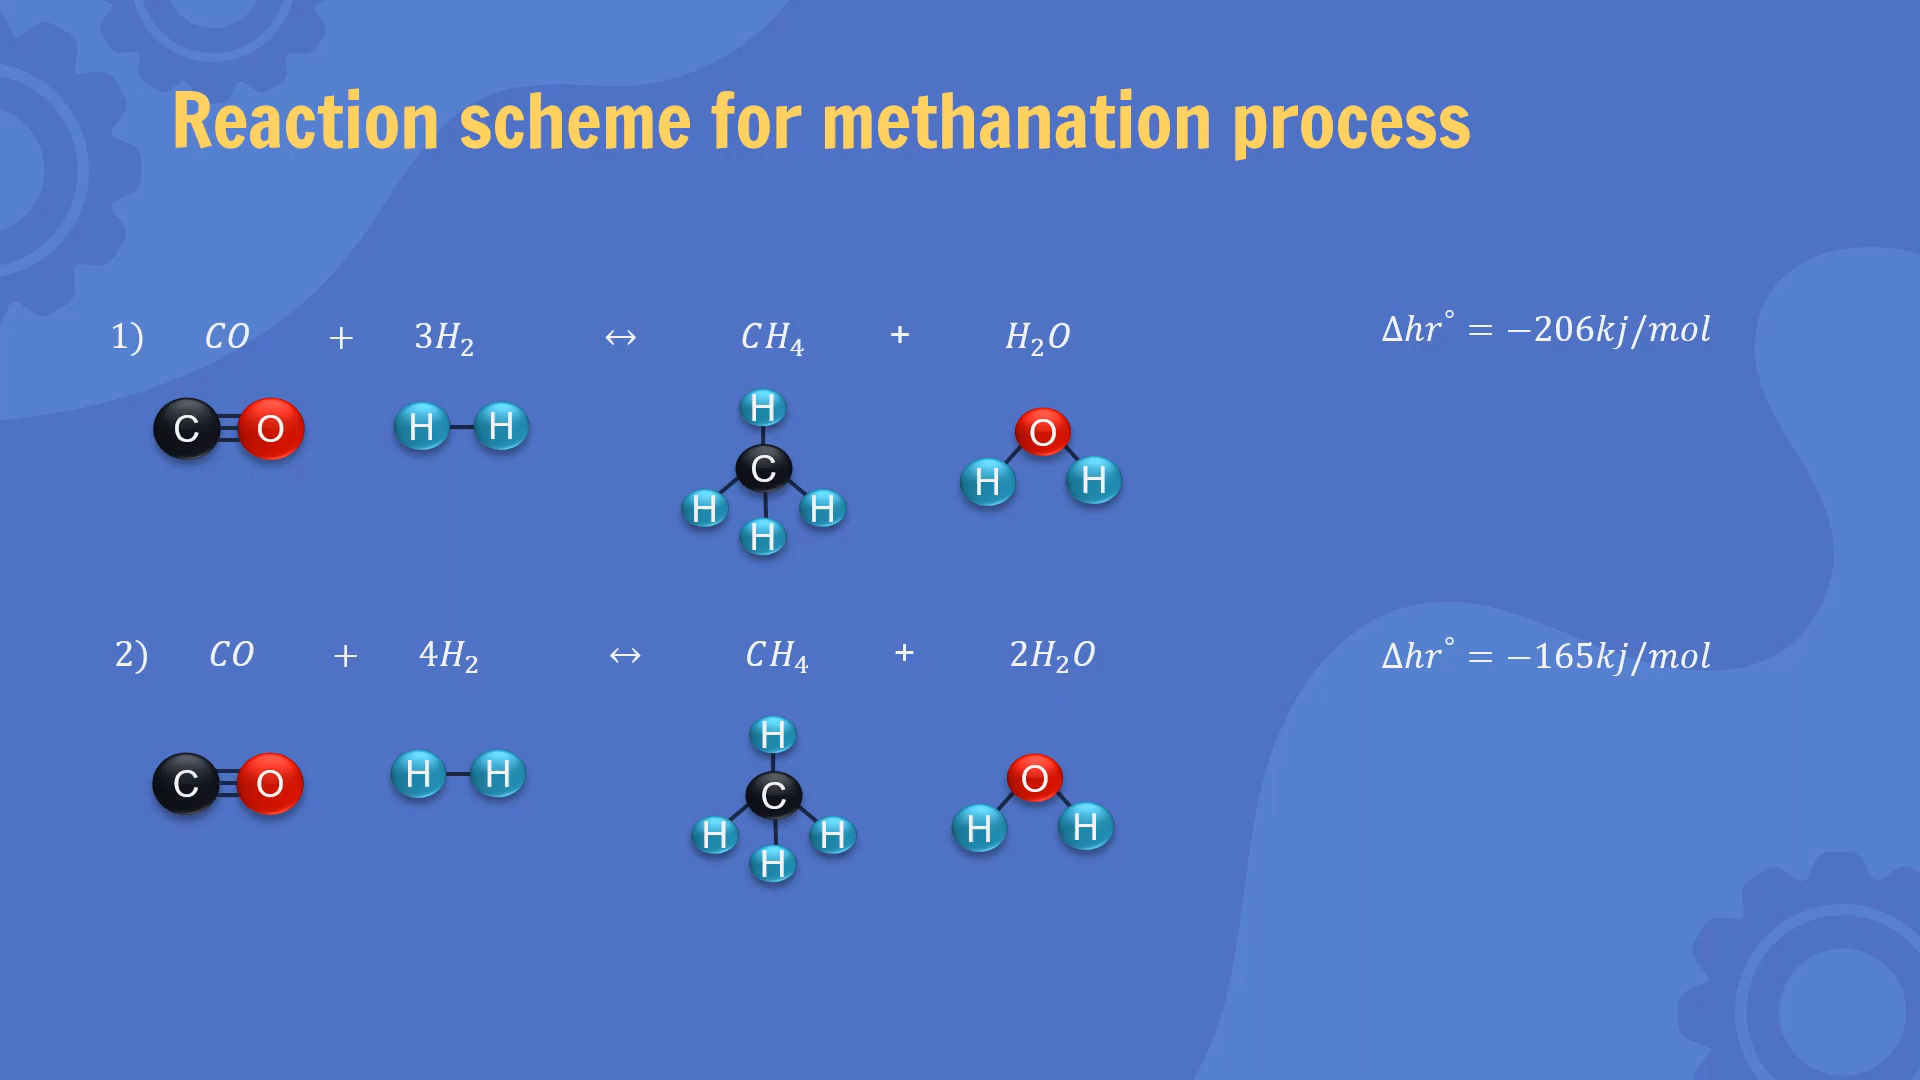 Reaction scheme for methanation process
1) CO + 3H₂ ↔ CH₄ + H₂O Δhr° = −206kj/mol
C O H H H O
C H H
H H
H
2) CO + 4H₂ ↔ CH₄ + 2H₂O Δhr° = −165kj/mol
C O H H H O
C H H
H H
H